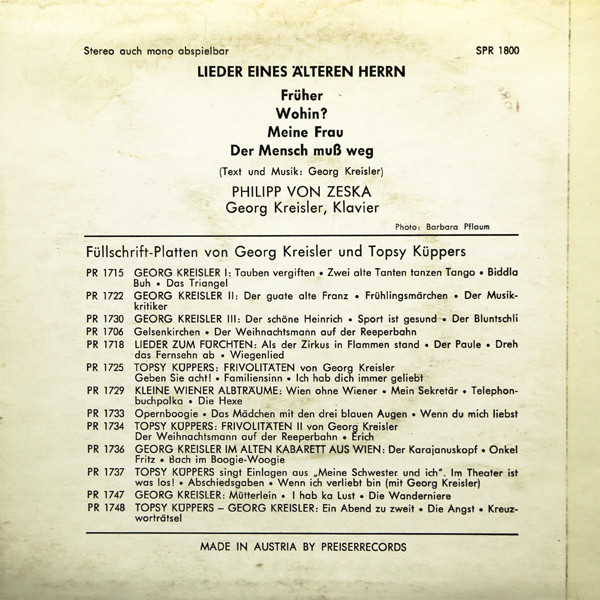 Stereo auch mono abspielbar
SPR 1800
LIEDER EINES ÄLTEREN HERRN
Früher
Wohin?
Meine Frau
Der Mensch muß weg
(Text und Musik: Georg Kreisler)
PHILIPP VON ZESKA
Georg Kreisler, Klavier
Photo: Barbara Pflaum
Füllschrift-Platten von Georg Kreisler und Topsy Küppers
PR 1715 GEORG KREISLER I: Tauben vergiften • Zwei alte Tanten tanzen Tango • Biddla
Buh • Das Triangel
PR 1722 GEORG KREISLER II: Der guate alte Franz • Frühlingsmärchen • Der Musik-
kritiker
PR 1730 GEORG KREISLER III: Der schöne Heinrich • Sport ist gesund • Der Bluntschli
PR 1706 Gelsenkirchen • Der Weihnachtsmann auf der Reeperbahn
PR 1718 LIEDER ZUM FÜRCHTEN: Als der Zirkus in Flammen stand • Der Paule • Dreh
das Fernsehn ab • Wiegenlied
PR 1725 TOPSY KÜPPERS: FRIVOLITÄTEN von Georg Kreisler
Geben Sie acht! • Familiensinn • Ich hab dich immer geliebt
PR 1729 KLEINE WIENER ALBTRÄUME: Wien ohne Wiener • Mein Sekretär • Telephon-
buchpolka • Die Hexe
PR 1733 Opernboogie • Das Mädchen mit den drei blauen Augen • Wenn du mich liebst
PR 1734 TOPSY KÜPPERS: FRIVOLITÄTEN II von Georg Kreisler
Der Weihnachtsmann auf der Reeperbahn • Erich
PR 1736 GEORG KREISLER IM ALTEN KABARETT AUS WIEN: Der Karajanuskopf • Onkel
Fritz • Bach im Boogie-Woogie
PR 1737 TOPSY KÜPPERS singt Einlagen aus „Meine Schwester und ich". Im Theater ist
was los! • Abschiedsgaben • Wenn ich verliebt bin (mit Georg Kreisler)
PR 1747 GEORG KREISLER: Mütterlein • I hab ka Lust • Die Wanderniere
PR 1748 TOPSY KÜPPERS – GEORG KREISLER: Ein Abend zu zweit • Die Angst • Kreuz-
worträtsel
MADE IN AUSTRIA BY PREISERRECORDS